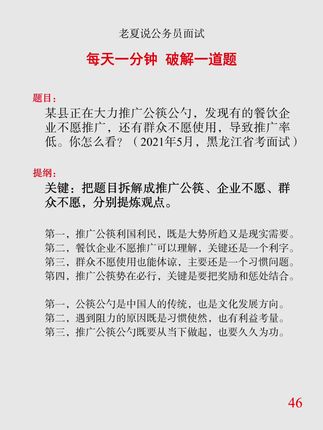 老夏说公务员面试
每天一分钟 破解一道题
题目：
某县正在大力推广公筷公勺，发现有的餐饮企
业不愿推广，还有群众不愿使用，导致推广率
低。你怎么看？（2021年5月，黑龙江省考面试）
提纲：
关键：把题目拆解成推广公筷、企业不愿、群
众不愿，分别提炼观点。
第一，推广公筷利国利民，既是大势所趋又是现实需要。
第二，餐饮企业不愿推广可以理解，关键还是一个利字。
第三，群众不愿使用也能体谅，主要还是一个习惯问题。
第四，推广公筷势在必行，关键是要把奖励和惩处结合。
第一，公筷公勺是中国人的传统，也是文化发展方向。
第二，遇到阻力的原因既是习惯使然，也有利益考量。
第三，推广公筷公勺既要从当下做起，也要久久为功。
46